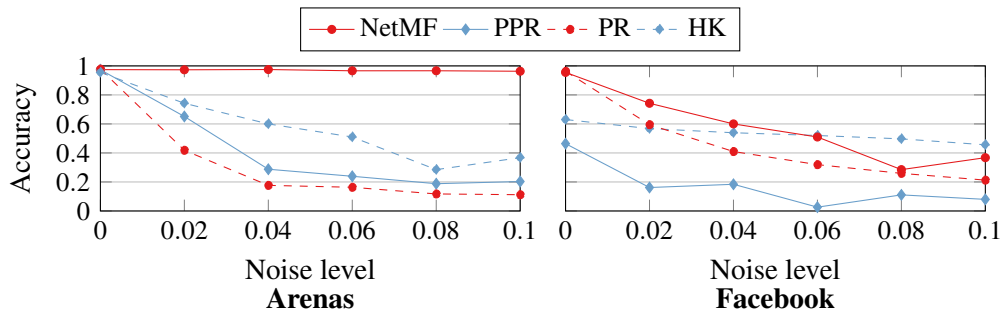 NetMF PPR PR HK
Accuracy
1
0.8
0.6
0.4
0.2
0
0 0.02 0.04 0.06 0.08 0.1
Noise level
Arenas
0 0.02 0.04 0.06 0.08 0.1
Noise level
Facebook